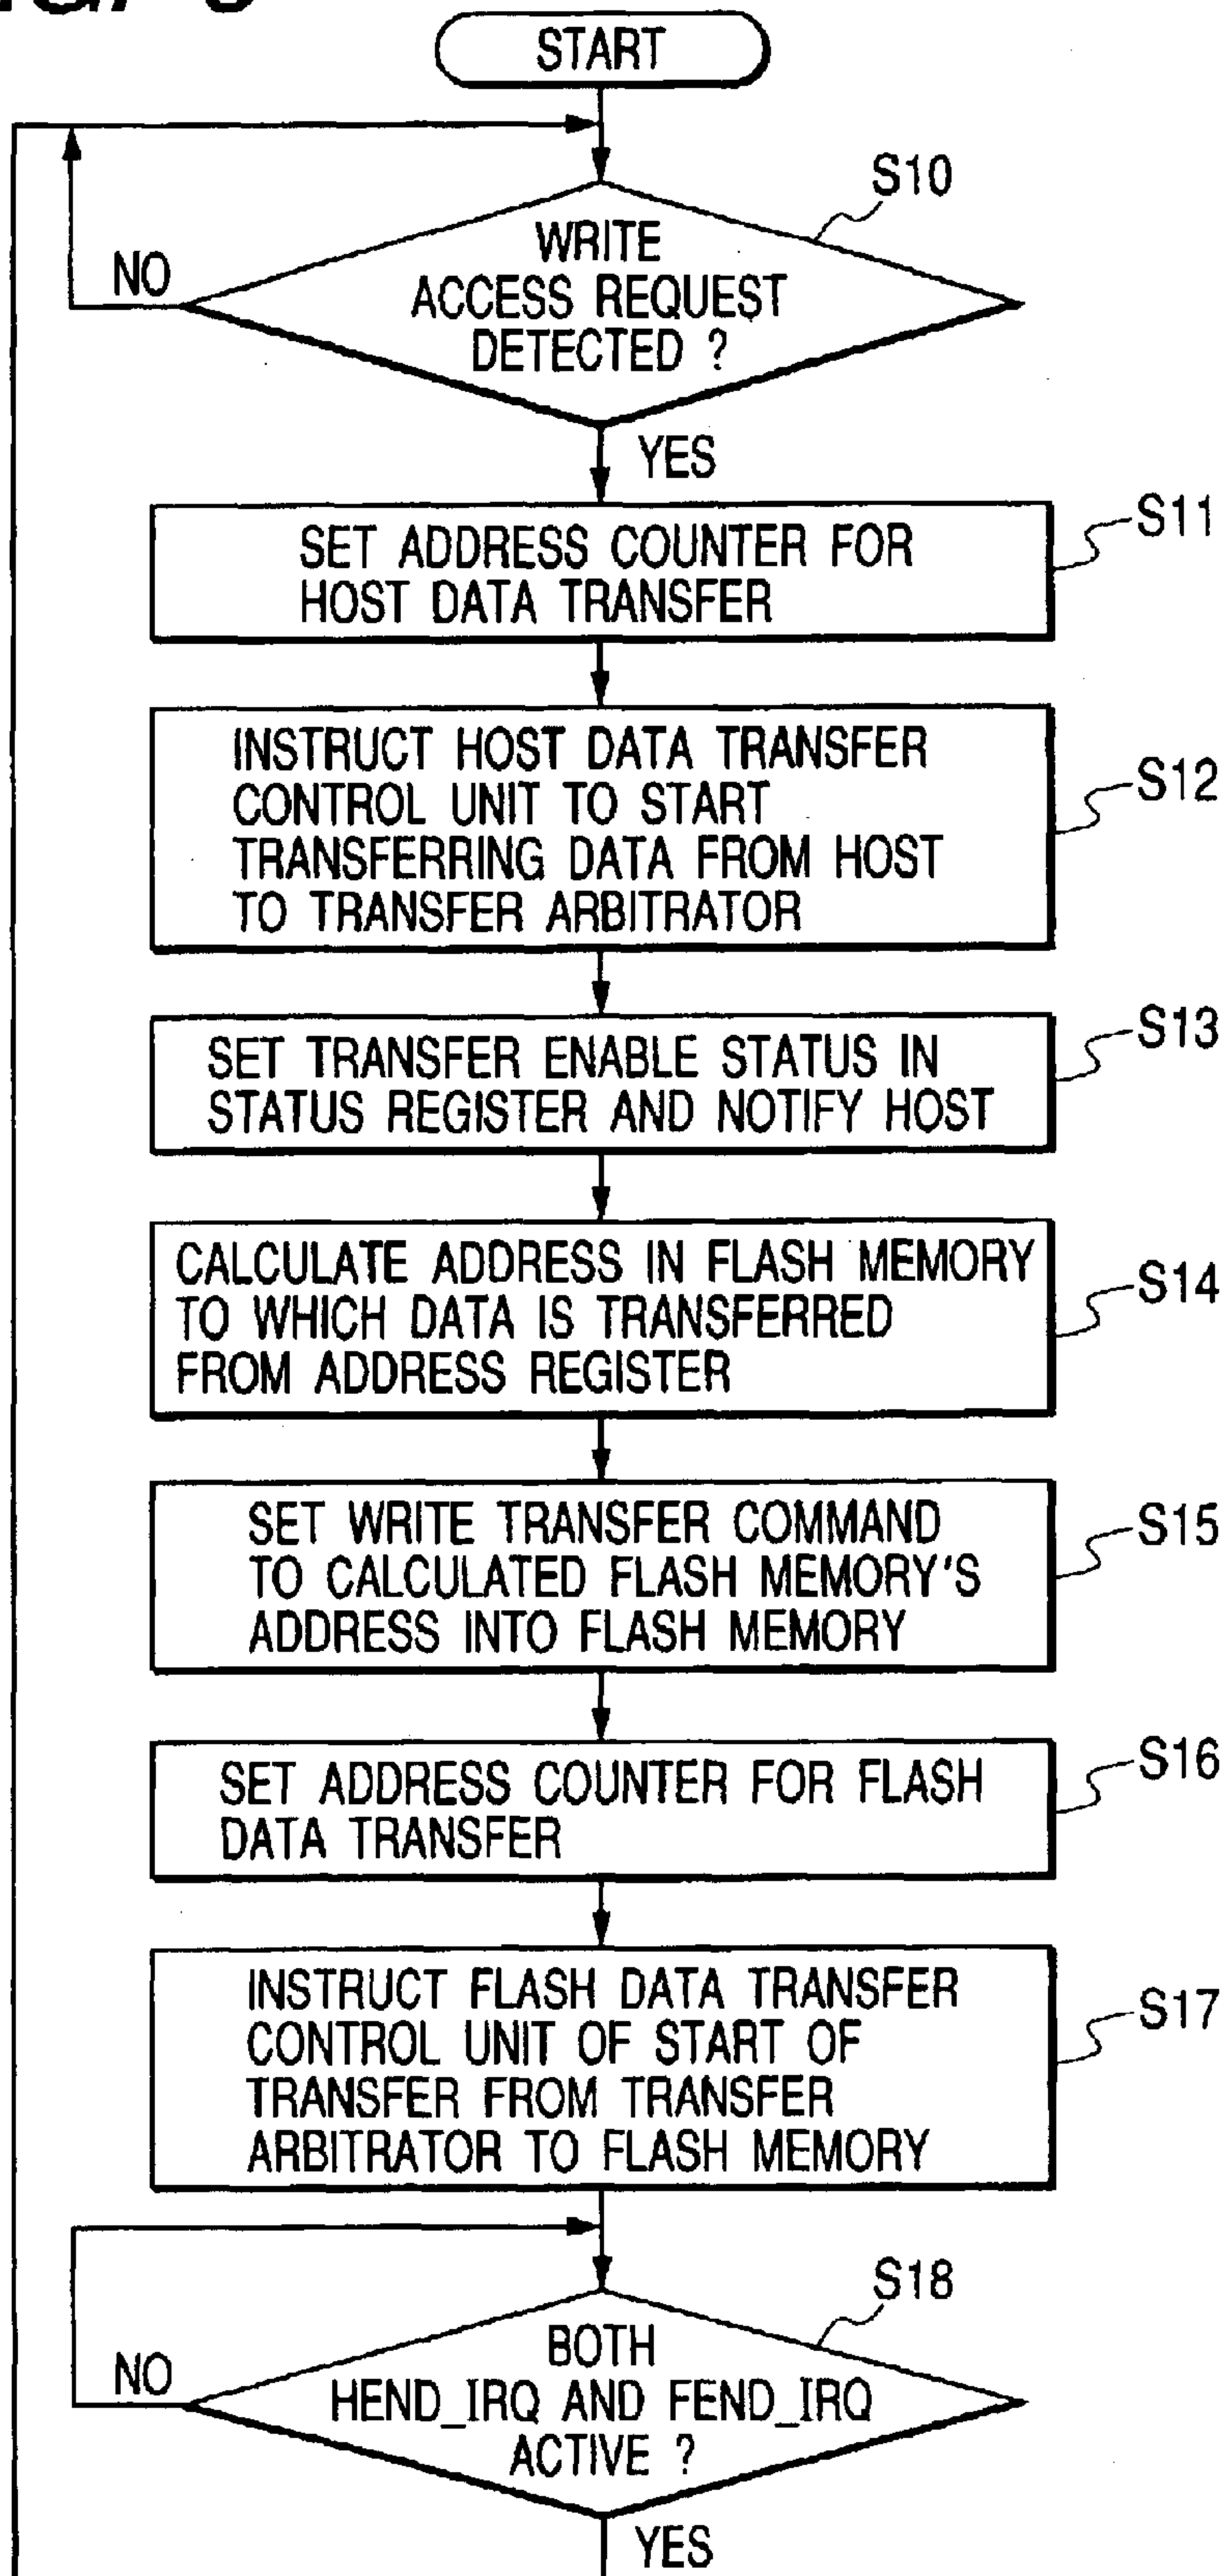 START
S10
WRITE
ACCESS REQUEST
DETECTED ?
NO
YES
S11
SET ADDRESS COUNTER FOR
HOST DATA TRANSFER
S12
INSTRUCT HOST DATA TRANSFER
CONTROL UNIT TO START
TRANSFERRING DATA FROM HOST
TO TRANSFER ARBITRATOR
S13
SET TRANSFER ENABLE STATUS IN
STATUS REGISTER AND NOTIFY HOST
S14
CALCULATE ADDRESS IN FLASH MEMORY
TO WHICH DATA IS TRANSFERRED
FROM ADDRESS REGISTER
S15
SET WRITE TRANSFER COMMAND
TO CALCULATED FLASH MEMORY'S
ADDRESS INTO FLASH MEMORY
S16
SET ADDRESS COUNTER FOR FLASH
DATA TRANSFER
S17
INSTRUCT FLASH DATA TRANSFER
CONTROL UNIT OF START OF
TRANSFER FROM TRANSFER
ARBITRATOR TO FLASH MEMORY
S18
BOTH
HEND_IRQ AND FEND_IRQ
ACTIVE ?
NO
YES